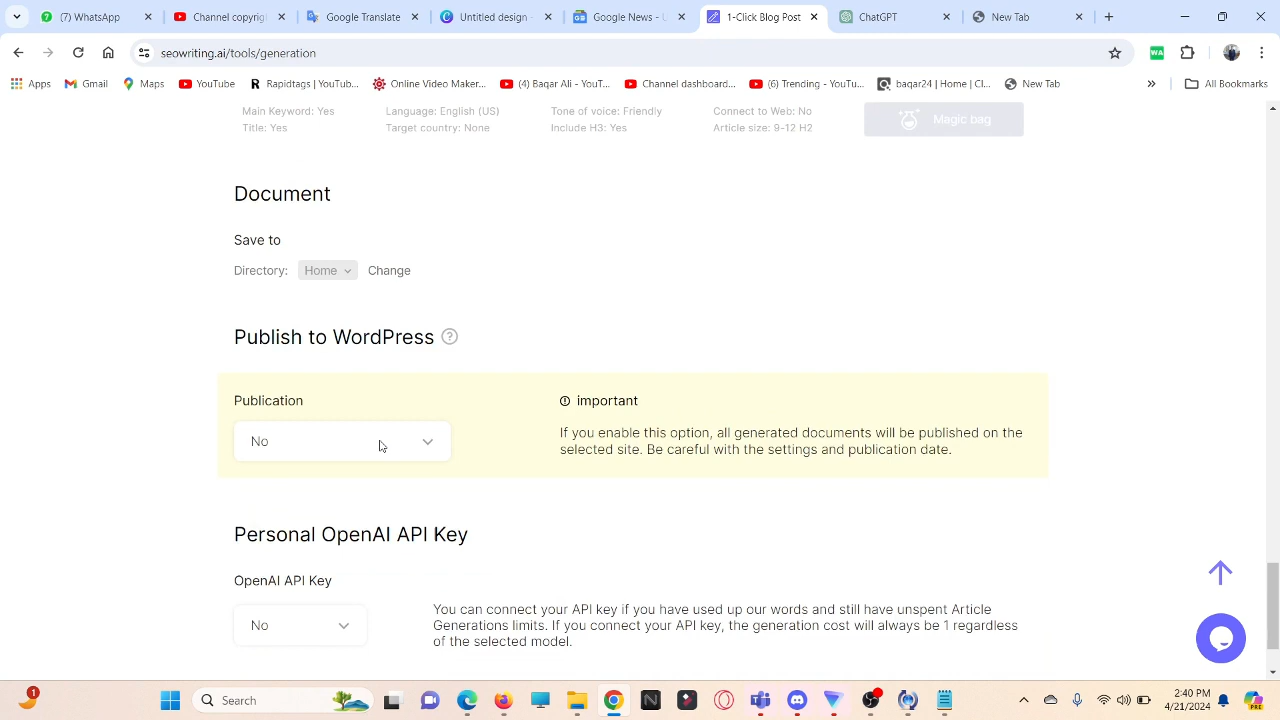 (7) WhatsApp
Channel copyrig
Google Translate
Untitled design -
Google News - U
1-Click Blog Post
ChatGPT
New Tab
seowriting.ai/tools/generation
WA
Apps
Gmail
Maps
YouTube
Rapidtags | YouTub...
Online Video Maker...
(4) Baqar Ali - YouT...
Channel dashboard...
(6) Trending - YouTu...
baqar24 | Home | Cl...
New Tab
»
All Bookmarks
Main Keyword: Yes
Language: English (US)
Tone of voice: Friendly
Connect to Web: No
Title: Yes
Target country: None
Include H3: Yes
Article size: 9-12 H2
Magic bag
Document
Save to
Directory: Home Change
Publish to WordPress ?
Publication
important
No
If you enable this option, all generated documents will be published on the
selected site. Be careful with the settings and publication date.
Personal OpenAI API Key
OpenAI API Key
No
You can connect your API key if you have used up our words and still have unspent Article
Generations limits. If you connect your API key, the generation cost will always be 1 regardless
of the selected model.
1
Search
2:40 PM
4/21/2024
PRE